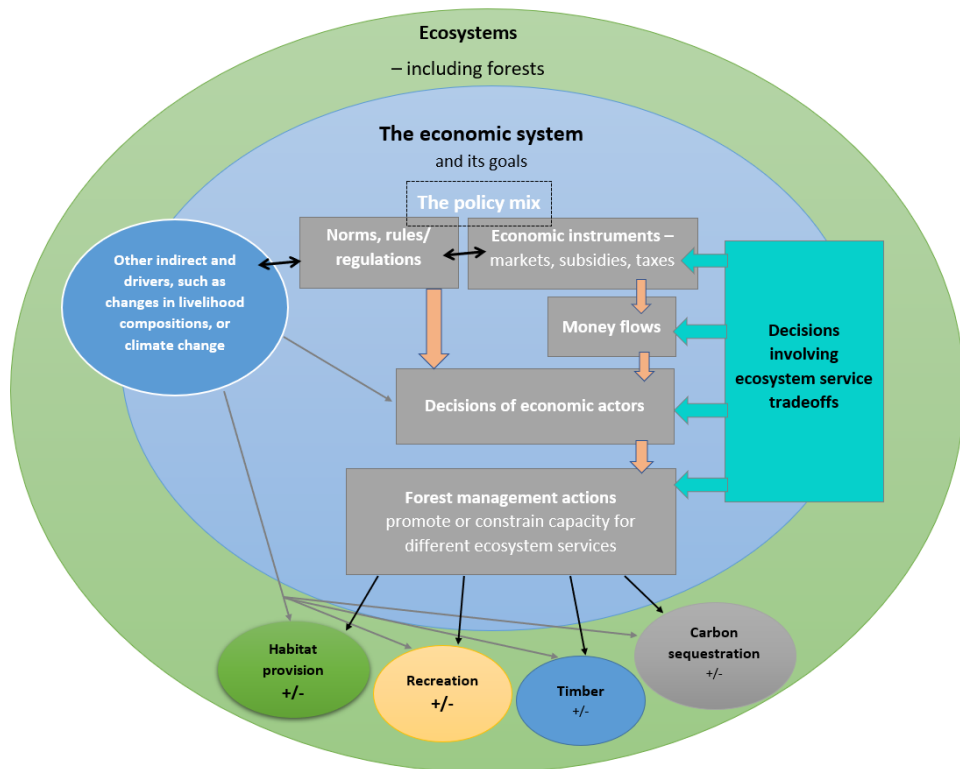 Ecosystems
– including forests
The economic system
and its goals
The policy mix
Norms, rules/
regulations
Economic instruments –
markets, subsidies, taxes
Other indirect and
drivers, such as
changes in livelihood
compositions, or
climate change
Money flows
Decisions
involving
ecosystem service
tradeoffs
Decisions of economic actors
Forest management actions
promote or constrain capacity for
different ecosystem services
Habitat
provision
+/-
Recreation
+/-
Timber
+/-
Carbon
sequestration
+/-